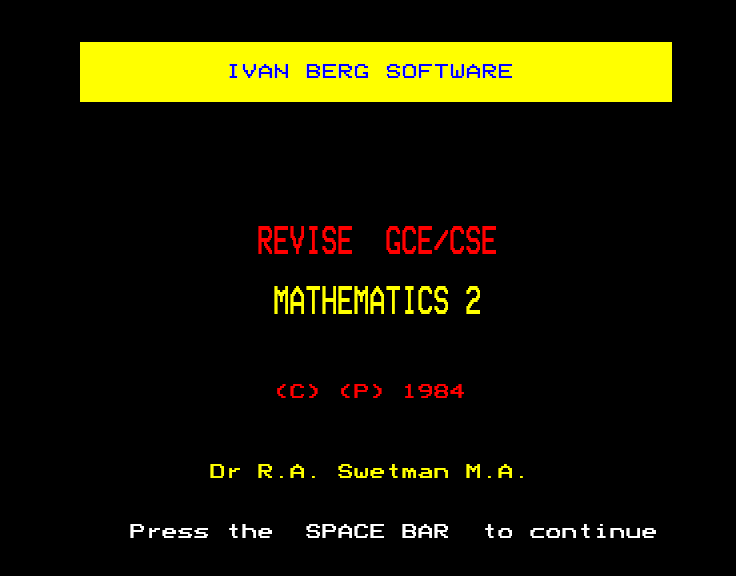 IVAN BERG SOFTWARE
REVISE GCE/CSE
MATHEMATICS 2
(C) (P) 1984
Dr R.A. Swetman M.A.
Press the SPACE BAR to continue